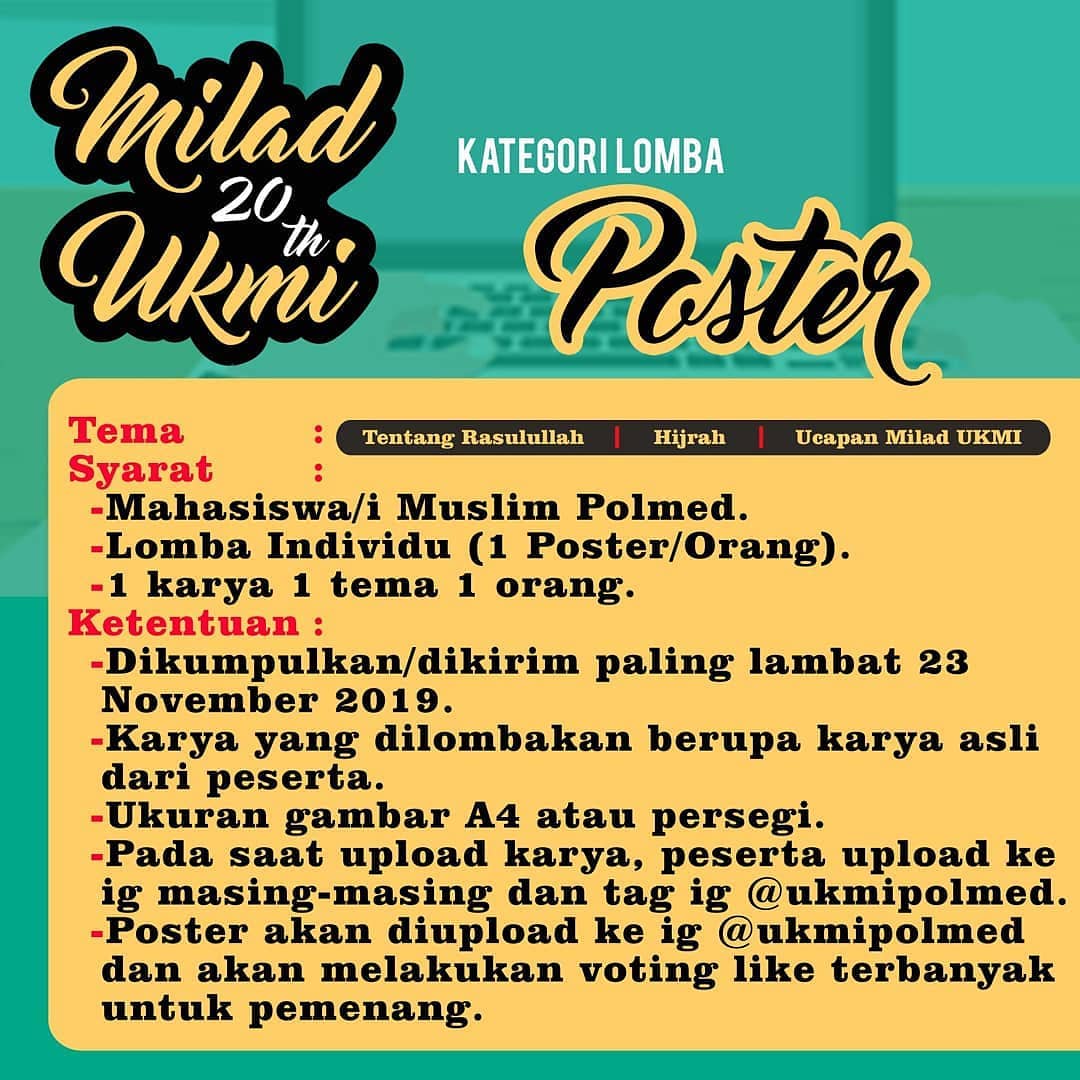 Milad
20
th
Ukmi
KATEGORI LOMBA
Poster
Tema : Tentang Rasulullah | Hijrah | Ucapan Milad UKMI
Syarat :
-Mahasiswa/i Muslim Polmed.
-Lomba Individu (1 Poster/Orang).
-1 karya 1 tema 1 orang.
Ketentuan :
-Dikumpulkan/dikirim paling lambat 23
November 2019.
-Karya yang dilombakan berupa karya asli
dari peserta.
-Ukuran gambar A4 atau persegi.
-Pada saat upload karya, peserta upload ke
ig masing-masing dan tag ig @ukmipolmed.
-Poster akan diupload ke ig @ukmipolmed
dan akan melakukan voting like terbanyak
untuk pemenang.